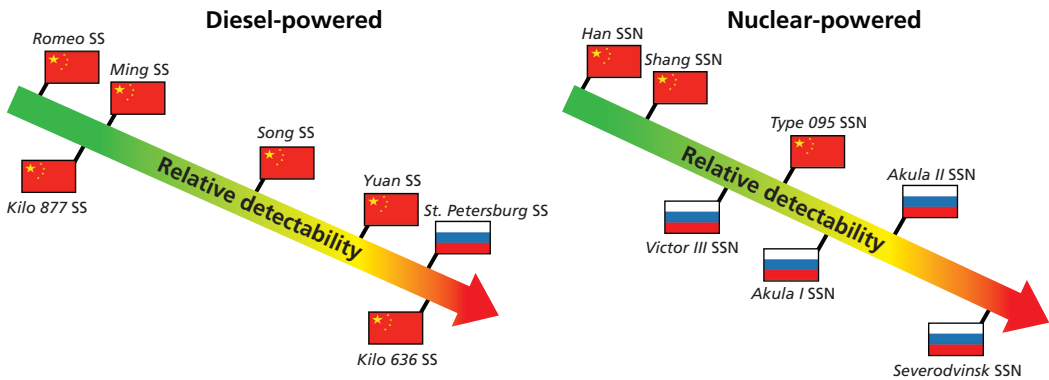 Diesel-powered
Romeo SS
Ming SS
Kilo 877 SS
Song SS
Yuan SS
St. Petersburg SS
Kilo 636 SS
Relative detectability
Nuclear-powered
Han SSN
Shang SSN
Type 095 SSN
Victor III SSN
Akula I SSN
Akula II SSN
Severodvinsk SSN
Relative detectability